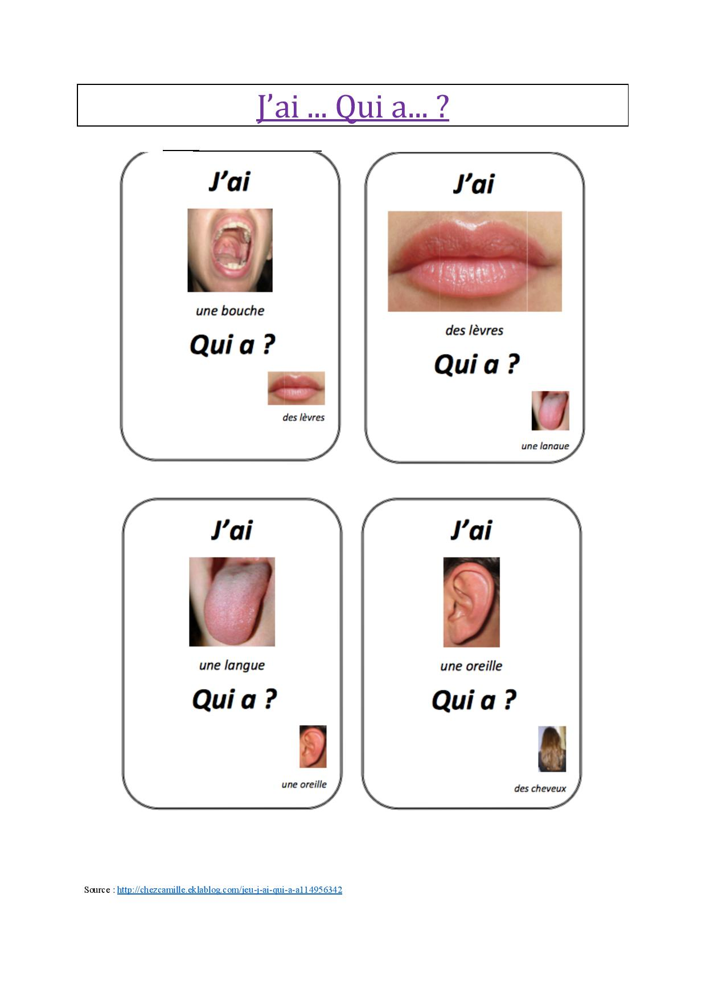 J’ai ... Qui a... ?
J’ai
une bouche
Qui a ?
des lèvres
J’ai
des lèvres
Qui a ?
une langue
J’ai
une langue
Qui a ?
une oreille
J’ai
une oreille
Qui a ?
des cheveux
Source : http://chezcamille.eklablog.com/jeu-j-ai-qui-a-a114956342